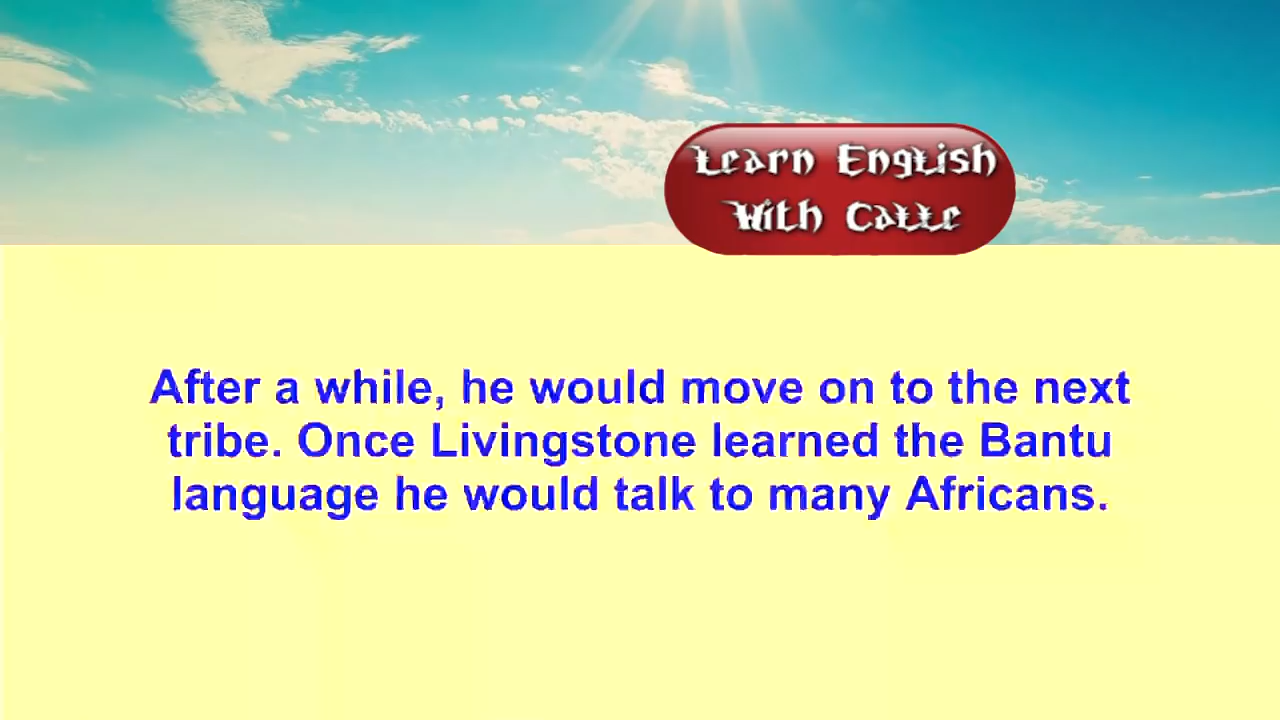 Learn English
With Calle
After a while, he would move on to the next
tribe. Once Livingstone learned the Bantu
language he would talk to many Africans.